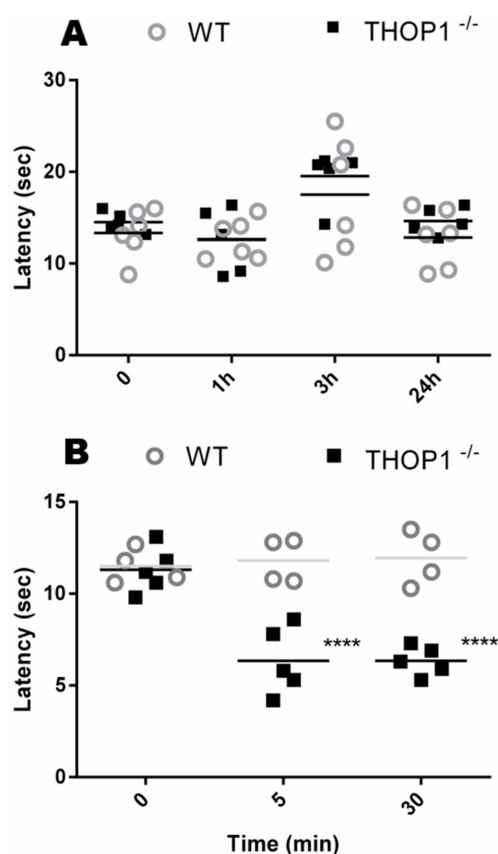 A
WT
THOP1 -/-
30
20
10
0
Latency (sec)
0
1h
3h
24h
B
WT
THOP1 -/-
15
10
5
0
Latency (sec)
****
****
0
5
30
Time (min)